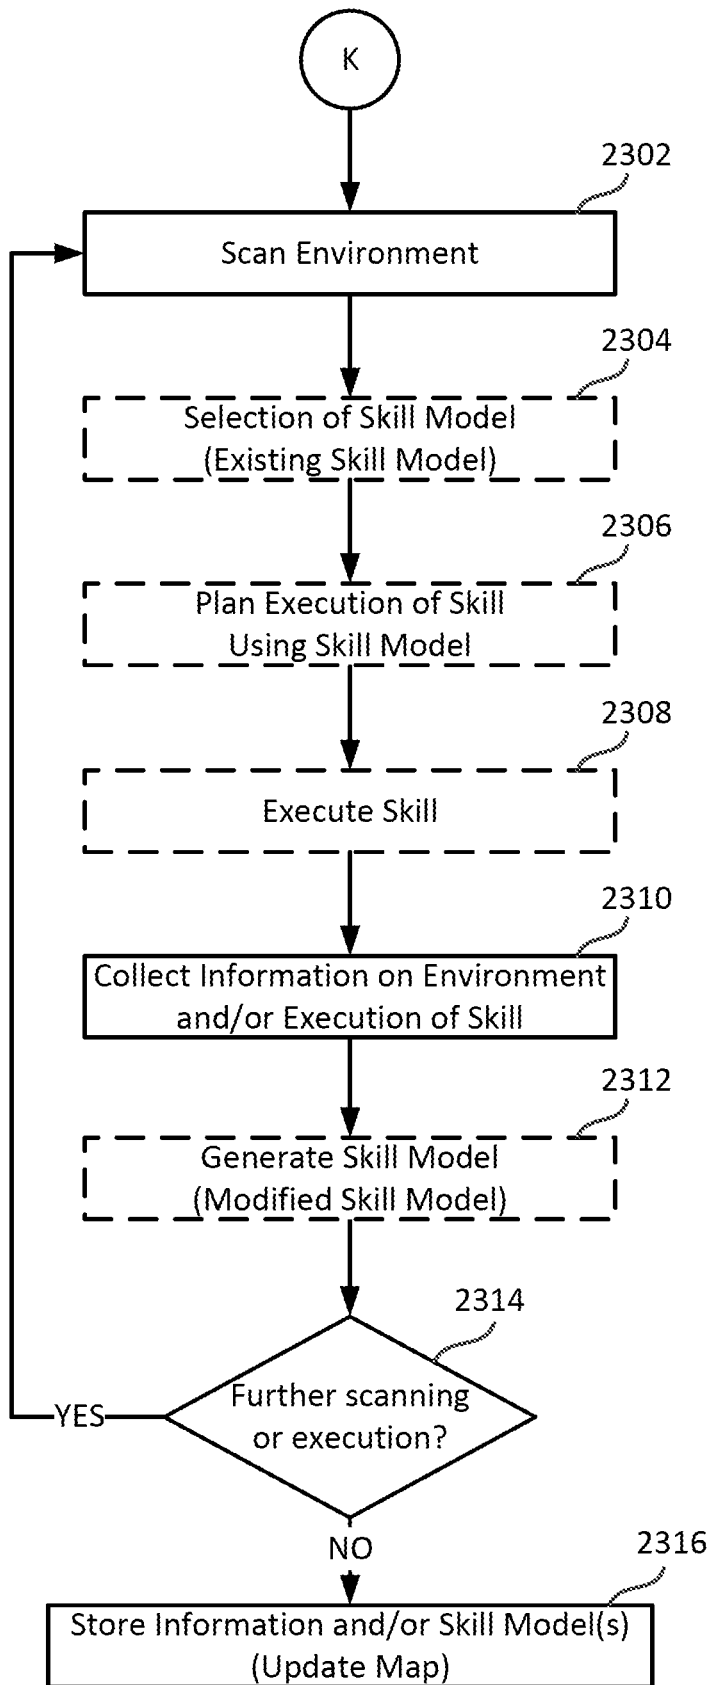 K
2302
Scan Environment
2304
Selection of Skill Model
(Existing Skill Model)
2306
Plan Execution of Skill
Using Skill Model
2308
Execute Skill
2310
Collect Information on Environment
and/or Execution of Skill
2312
Generate Skill Model
(Modified Skill Model)
2314
Further scanning
or execution?
YES
NO
2316
Store Information and/or Skill Model(s)
(Update Map)